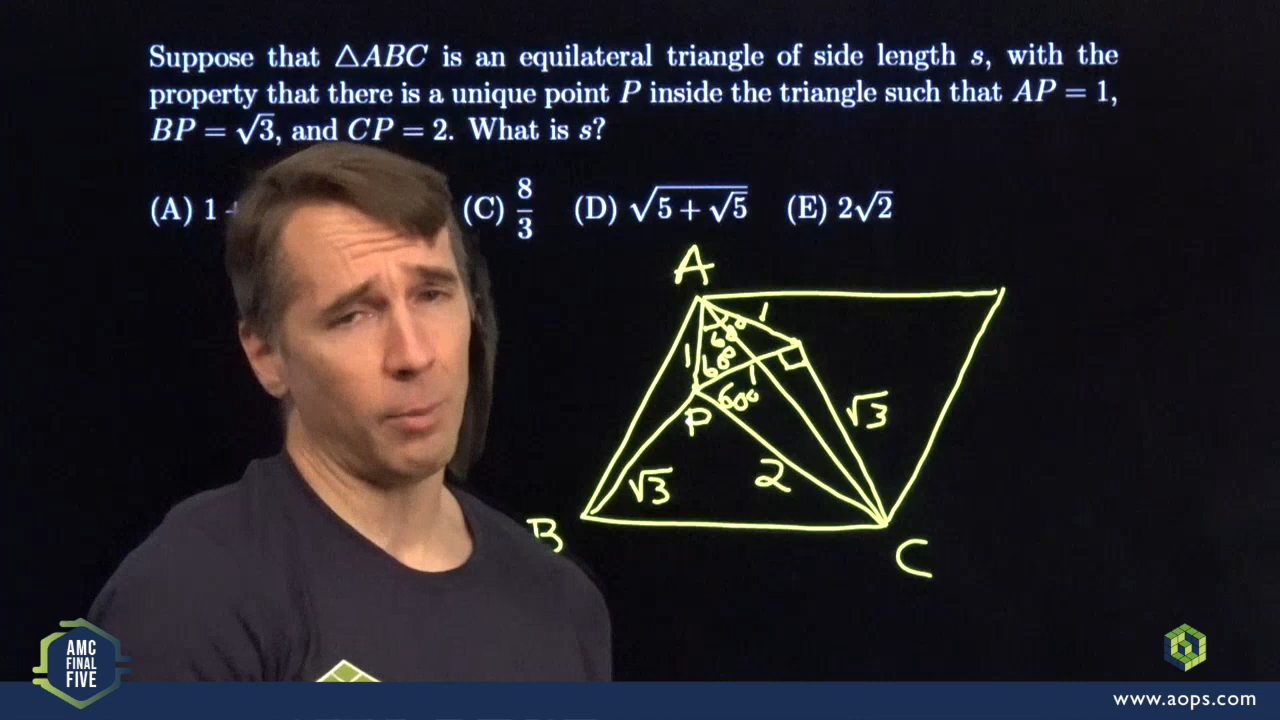 Suppose that △ABC is an equilateral triangle of side length s, with the
property that there is a unique point P inside the triangle such that AP = 1,
BP = √3, and CP = 2. What is s?
(A) 1 + (C) 8/3 (D) √(5 + √5) (E) 2√2
A
1
60°
1
60°
1
60°
P
√3
√3
2
B
C
AMC
FINAL
FIVE
www.aops.com